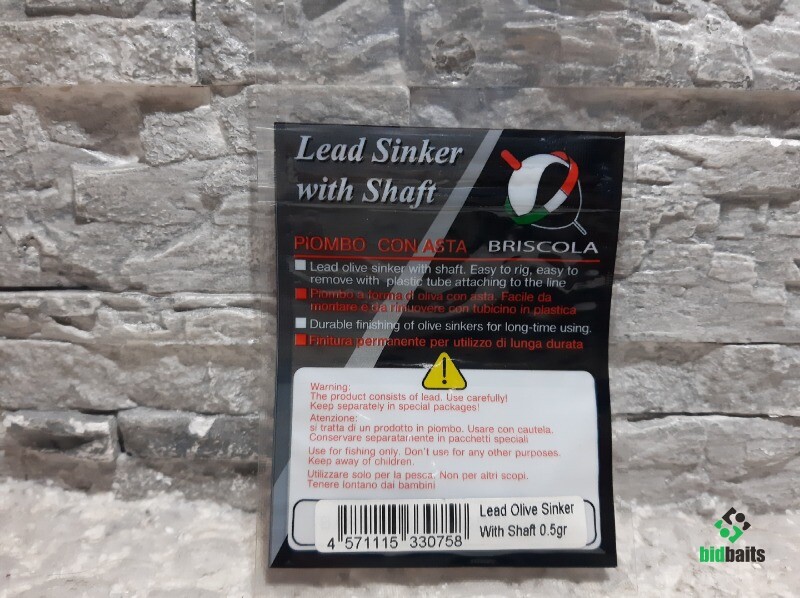 Lead Sinker
with Shaft
PIOMBO CON ASTA
BRISCOLA
Lead olive sinker with shaft. Easy to rig, easy to
remove with plastic tube attaching to the line
Piombo a forma di oliva con asta. Facile da
montare e da rimuovere con tubicino in plastica
Durable finishing of olive sinkers for long-time using.
Finitura permanente per utilizzo di lunga durata
Warning:
The product consists of lead. Use carefully!
Keep separately in special packages!
Atenzione:
si tratta di un prodotto in piombo. Usare con cautela.
Conservare separatamente in pacchetti speciali
Use for fishing only. Don't use for any other purposes.
Keep away of children.
Utilizzare solo per la pesca. Non per altri scopi.
Tenere lontano dai bambini
Lead Olive Sinker
With Shaft 0.5gr
4 571115 330758
bidbaits